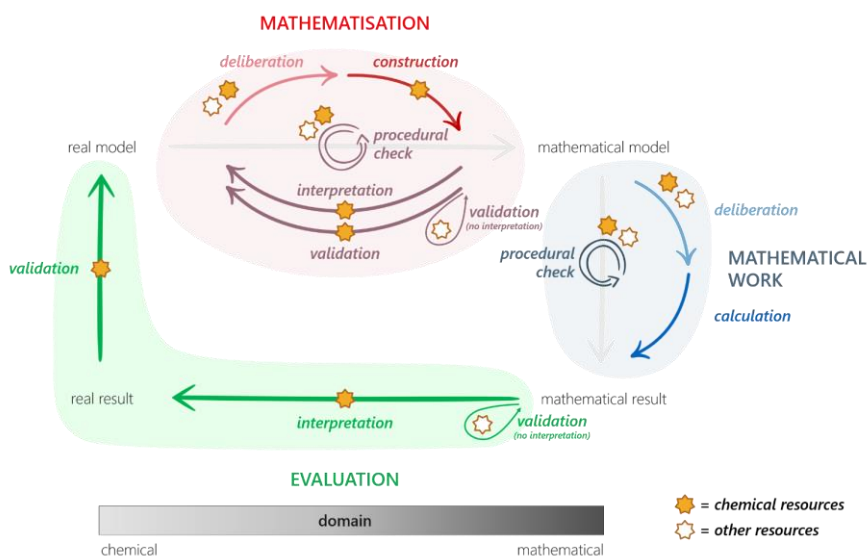 MATHEMATISATION
deliberation
construction
real model
procedural
check
mathematical model
interpretation
validation
(no interpretation)
validation
deliberation
procedural
check
MATHEMATICAL
WORK
validation
calculation
real result
mathematical result
interpretation
validation
(no interpretation)
EVALUATION
= chemical resources
domain
= other resources
chemical
mathematical